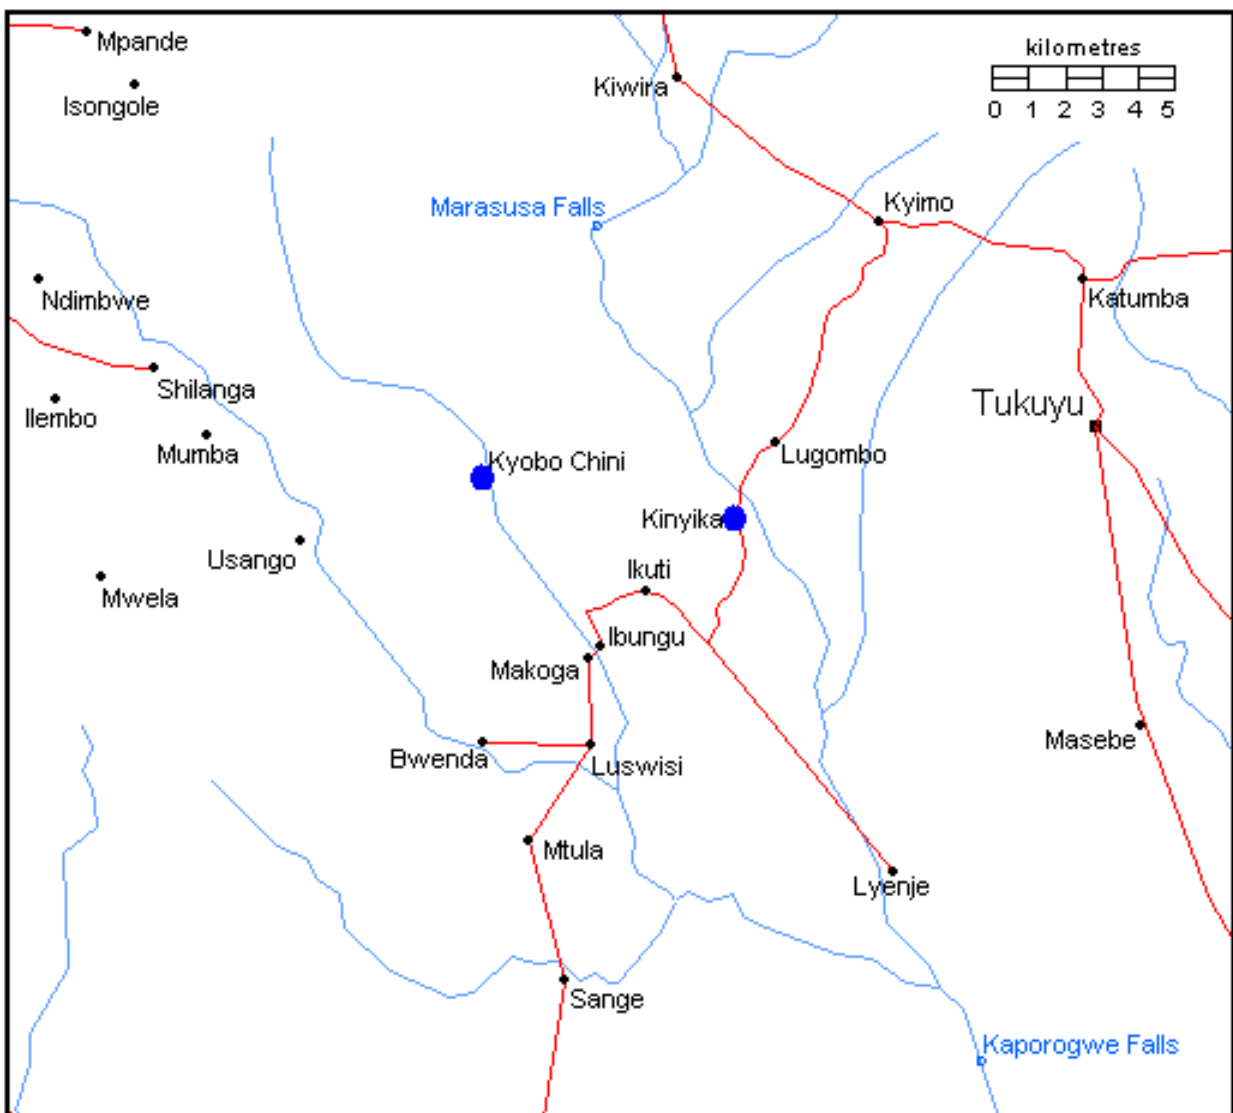 Mpande
kilometres
Kiwira
Isongole
0 1 2 3 4 5
Marasusa Falls
Kyimo
Ndimbwe
Katumba
Shilanga
Ilembo
Tukuyu
Mumba
Kyobo Chini
Lugombo
Kinyika
Usango
Ikuti
Mwela
Ibungu
Makoga
Masebe
Bwenda
Luswisi
Mtula
Lyenje
Sange
Kaporogwe Falls